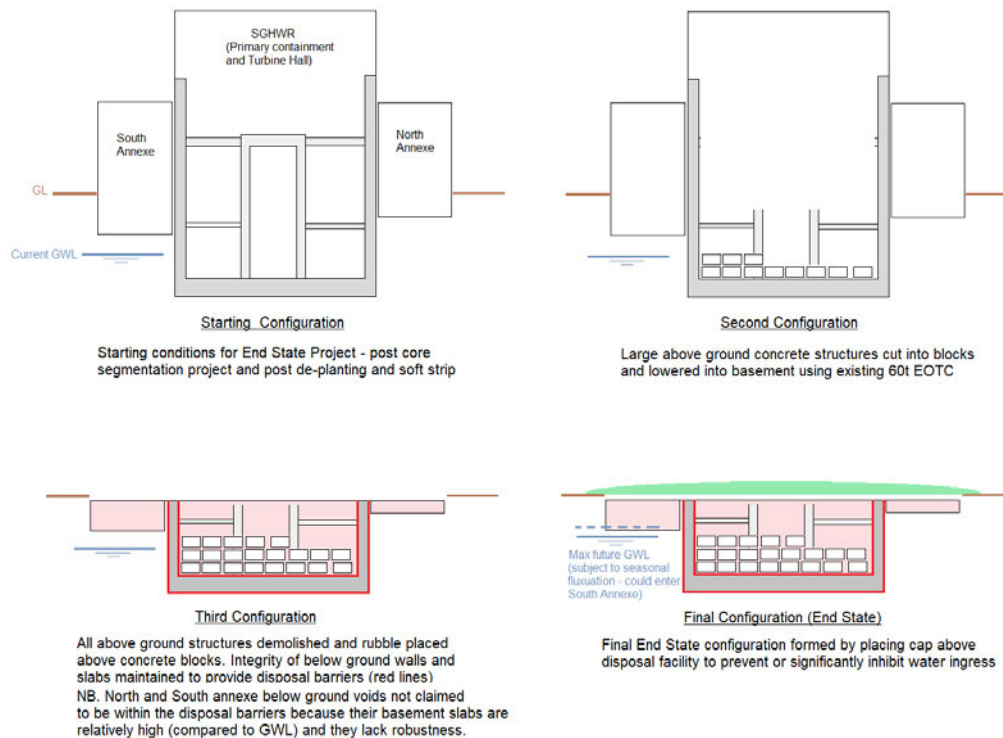 SGHWR
(Primary containment
and Turbine Hall)
South
Annexe
North
Annexe
GL
Current GWL
Starting Configuration
Starting conditions for End State Project - post core
segmentation project and post de-planting and soft strip
Second Configuration
Large above ground concrete structures cut into blocks
and lowered into basement using existing 60t EOTC
Third Configuration
All above ground structures demolished and rubble placed
above concrete blocks. Integrity of below ground walls and
slabs maintained to provide disposal barriers (red lines)
NB. North and South annexe below ground voids not claimed
to be within the disposal barriers because their basement slabs are
relatively high (compared to GWL) and they lack robustness.
Max future GWL
(subject to seasonal
fluxuation - could enter
South Annexe)
Final Configuration (End State)
Final End State configuration formed by placing cap above
disposal facility to prevent or significantly inhibit water ingress